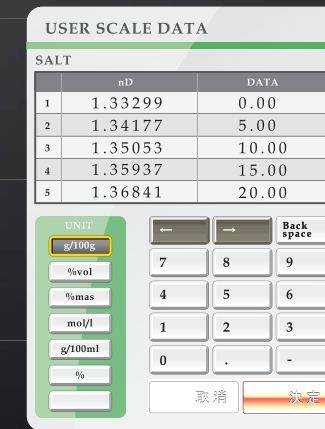 USER SCALE DATA
SALT
nD DATA
1 1.33299 0.00
2 1.34177 5.00
3 1.35053 10.00
4 1.35937 15.00
5 1.36841 20.00
UNIT
g/100g
%vol
%mas
mol/l
g/100ml
%
← → Back space
7 8 9
4 5 6
1 2 3
0 . -
取消 決定